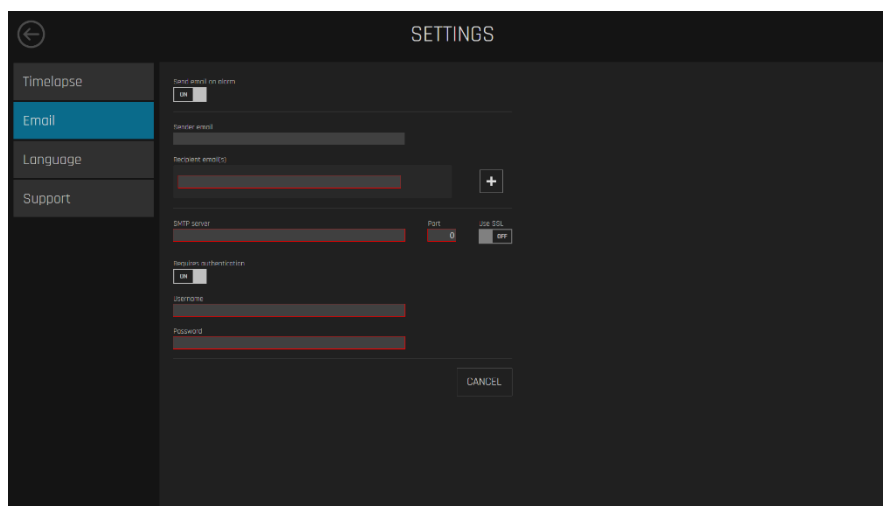 SETTINGS
Timelapse
Email
Language
Support
Send email on alarm
ON
Sender email
Recipient email(s)
+
SMTP server
Port
Use SSL
0
OFF
Requires authentication
ON
Username
Password
CANCEL